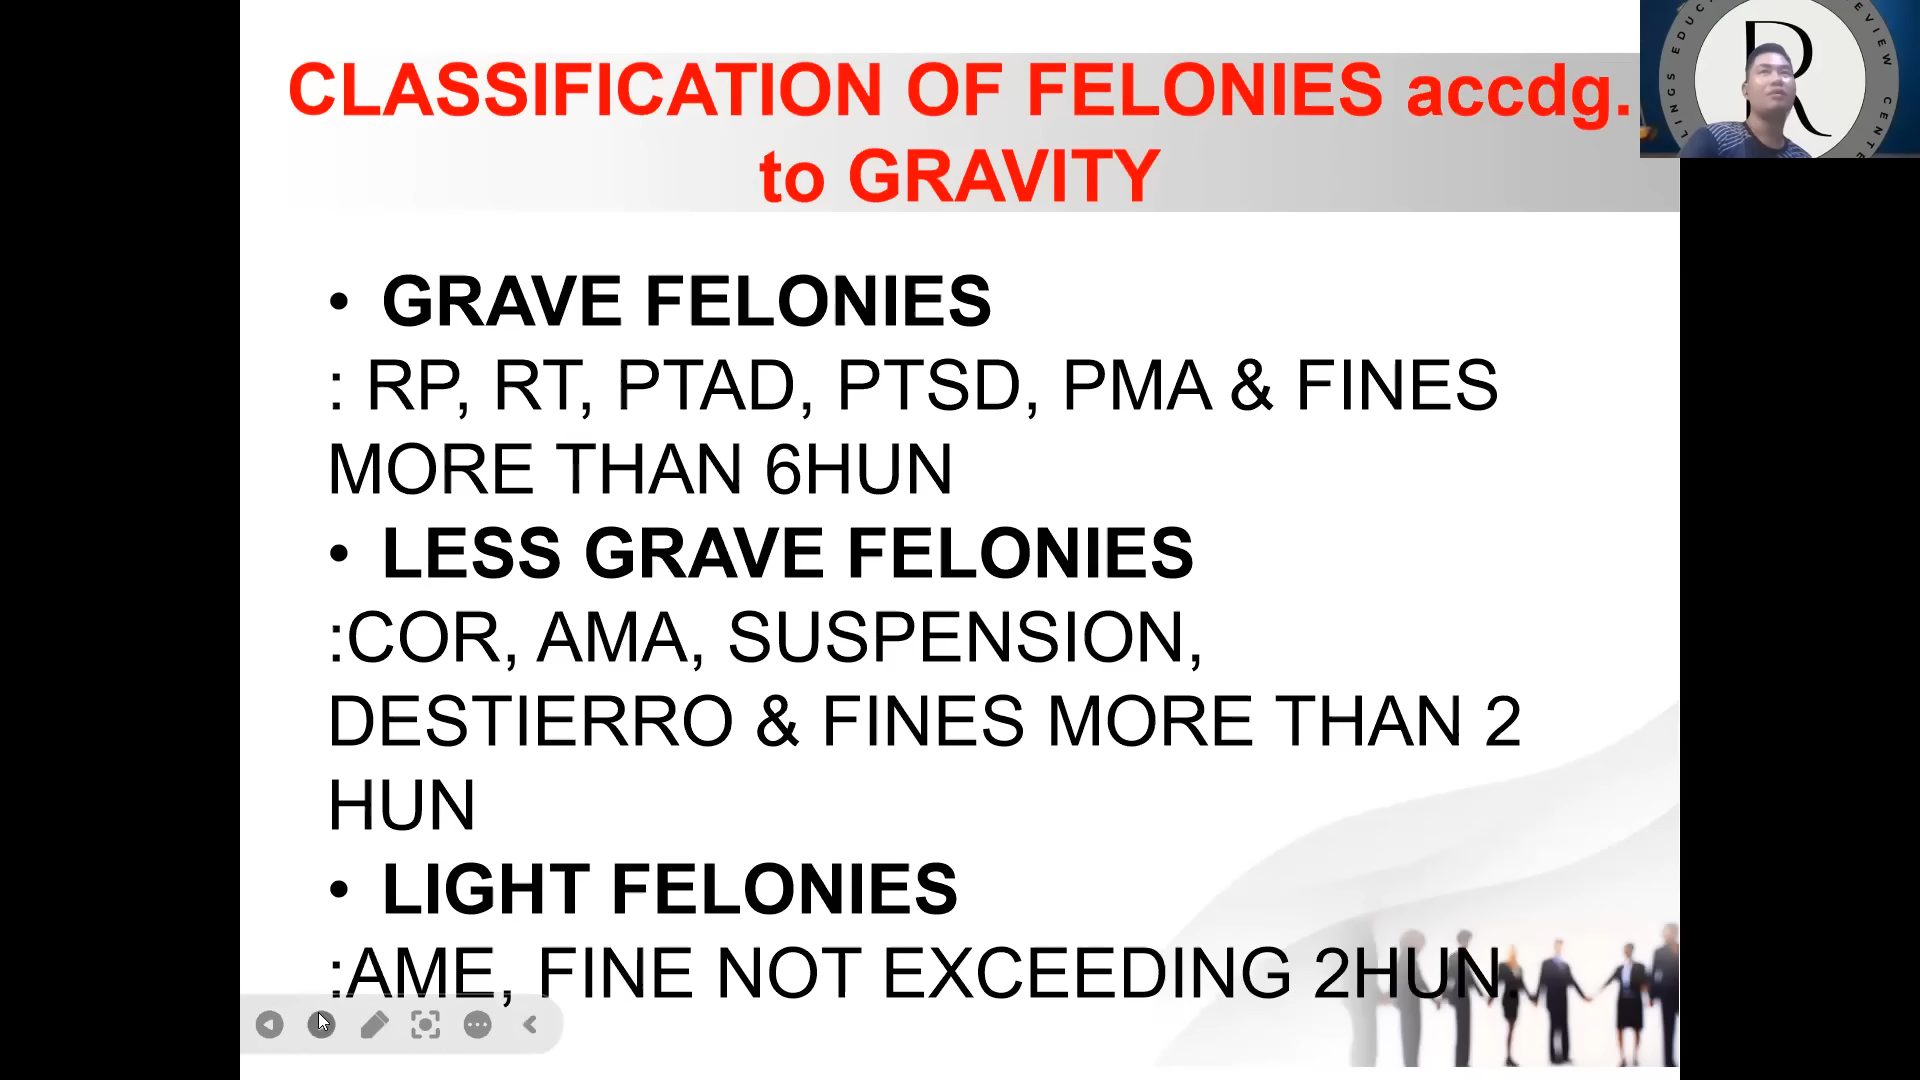 CLASSIFICATION OF FELONIES accdg.
to GRAVITY
• GRAVE FELONIES
: RP, RT, PTAD, PTSD, PMA & FINES
MORE THAN 6HUN
• LESS GRAVE FELONIES
:COR, AMA, SUSPENSION,
DESTIERRO & FINES MORE THAN 2
HUN
• LIGHT FELONIES
:AME, FINE NOT EXCEEDING 2HUN.
R